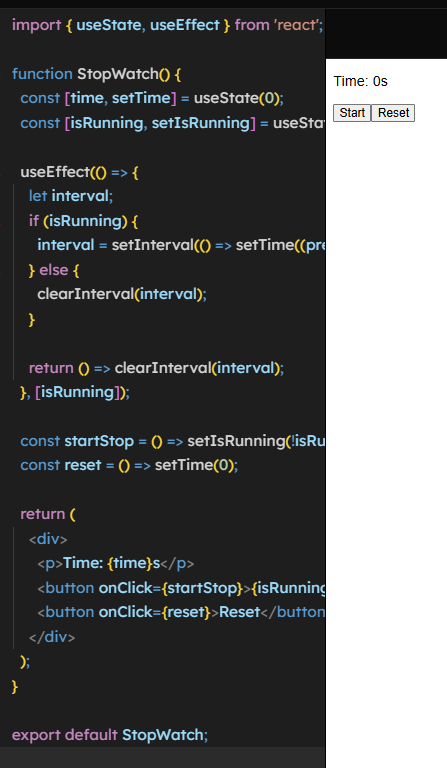 import { useState, useEffect } from 'react';
function StopWatch() {
const [time, setTime] = useState(0);
const [isRunning, setIsRunning] = useStat
useEffect(() => {
let interval;
if (isRunning) {
interval = setInterval(() => setTime((pre
} else {
clearInterval(interval);
}
return () => clearInterval(interval);
}, [isRunning]);
const startStop = () => setIsRunning(!isRu
const reset = () => setTime(0);
return (
<div>
<p>Time: {time}s</p>
<button onClick={startStop}>{isRunning
<button onClick={reset}>Reset</button
</div>
);
}
export default StopWatch;
Time: 0s
Start Reset